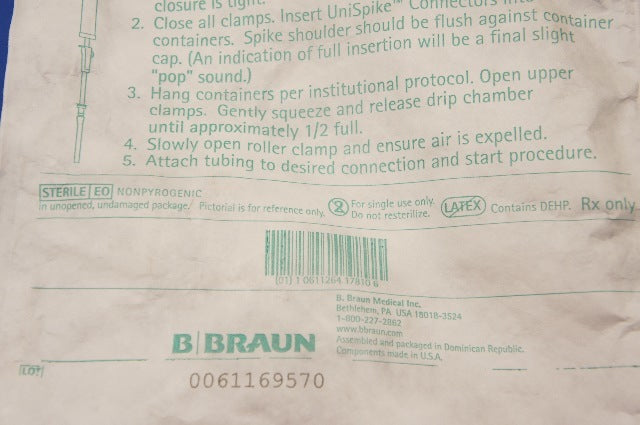 closure is tight.
2. Close all clamps. Insert UniSpike™ Connectors into
containers. Spike shoulder should be flush against container
cap. (An indication of full insertion will be a final slight
"pop" sound.)
3. Hang containers per institutional protocol. Open upper
clamps. Gently squeeze and release drip chamber
until approximately 1/2 full.
4. Slowly open roller clamp and ensure air is expelled.
5. Attach tubing to desired connection and start procedure.
STERILE EO NONPYROGENIC
in unopened, undamaged package. Pictorial is for reference only.
2 For single use only.
Do not resterilize.
LATEX Contains DEHP. Rx only
(01) 1 0611264 17810 6
B. Braun Medical Inc.
Bethlehem, PA USA 18018-3524
1-800-227-2862
www.bbraun.com
Assembled and packaged in Dominican Republic.
Components made in U.S.A.
B|BRAUN
LOT
0061169570